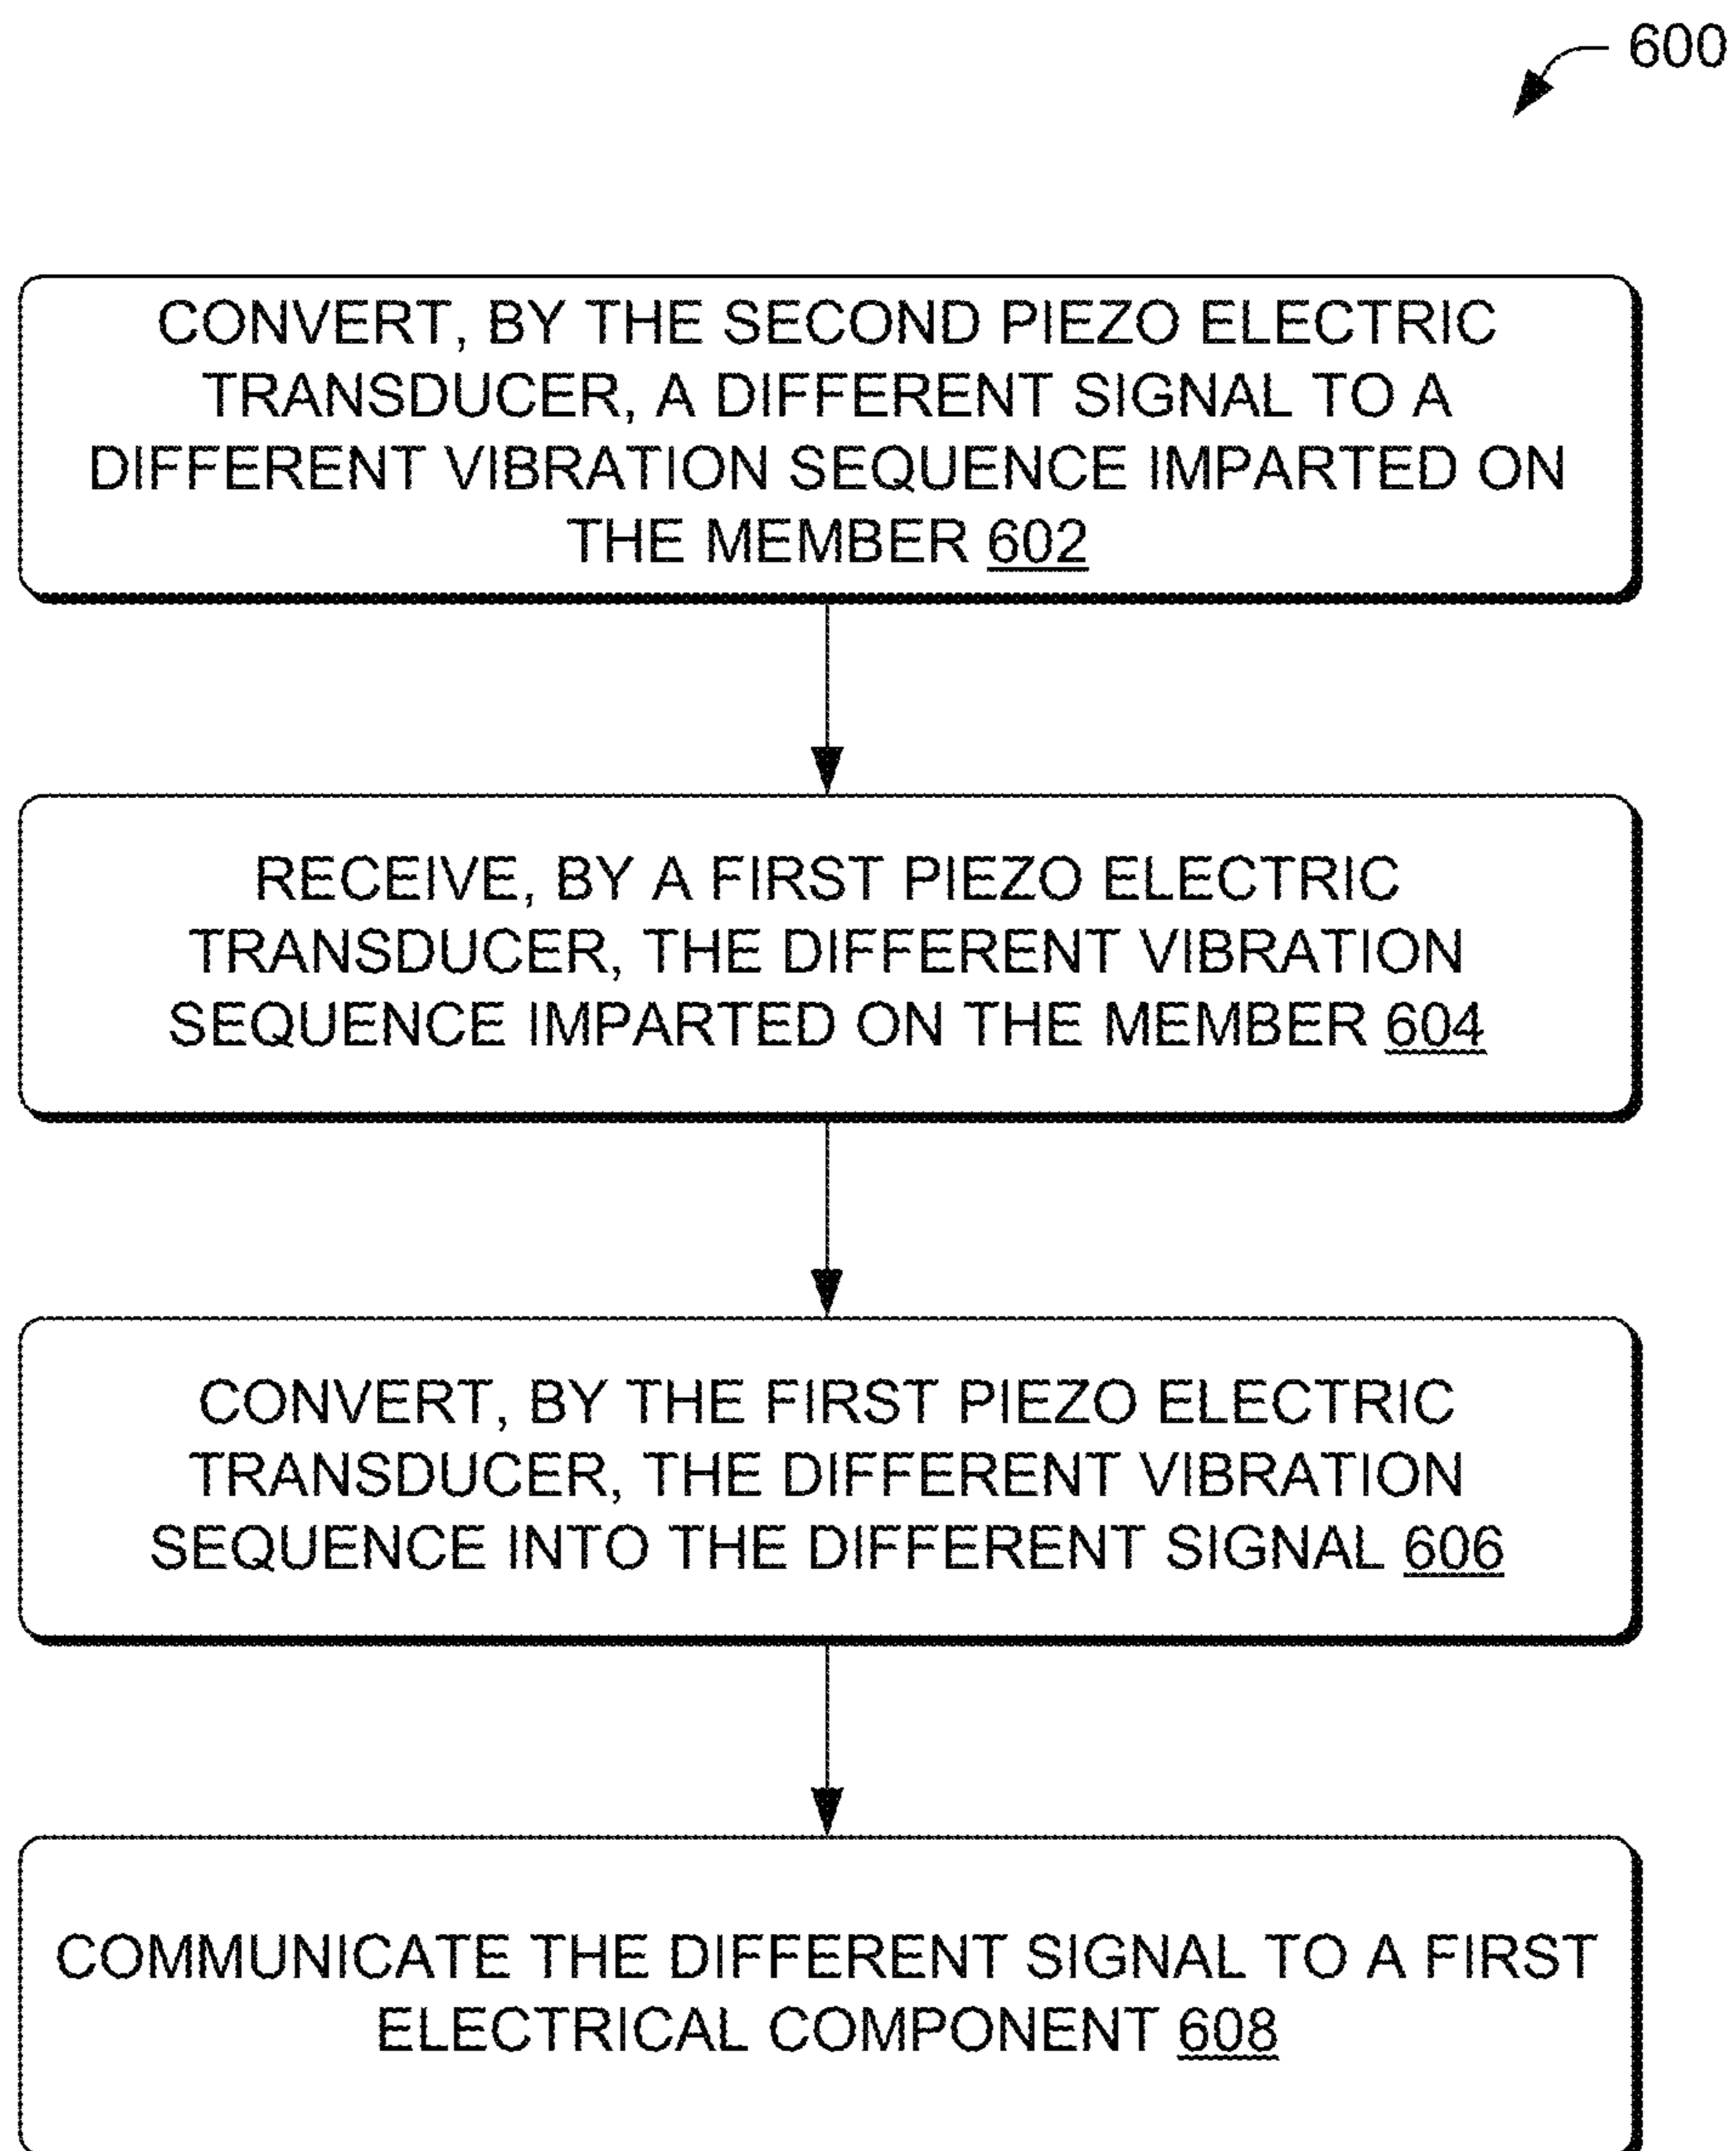 600
CONVERT, BY THE SECOND PIEZO ELECTRIC
TRANSDUCER, A DIFFERENT SIGNAL TO A
DIFFERENT VIBRATION SEQUENCE IMPARTED ON
THE MEMBER 602
RECEIVE, BY A FIRST PIEZO ELECTRIC
TRANSDUCER, THE DIFFERENT VIBRATION
SEQUENCE IMPARTED ON THE MEMBER 604
CONVERT, BY THE FIRST PIEZO ELECTRIC
TRANSDUCER, THE DIFFERENT VIBRATION
SEQUENCE INTO THE DIFFERENT SIGNAL 606
COMMUNICATE THE DIFFERENT SIGNAL TO A FIRST
ELECTRICAL COMPONENT 608